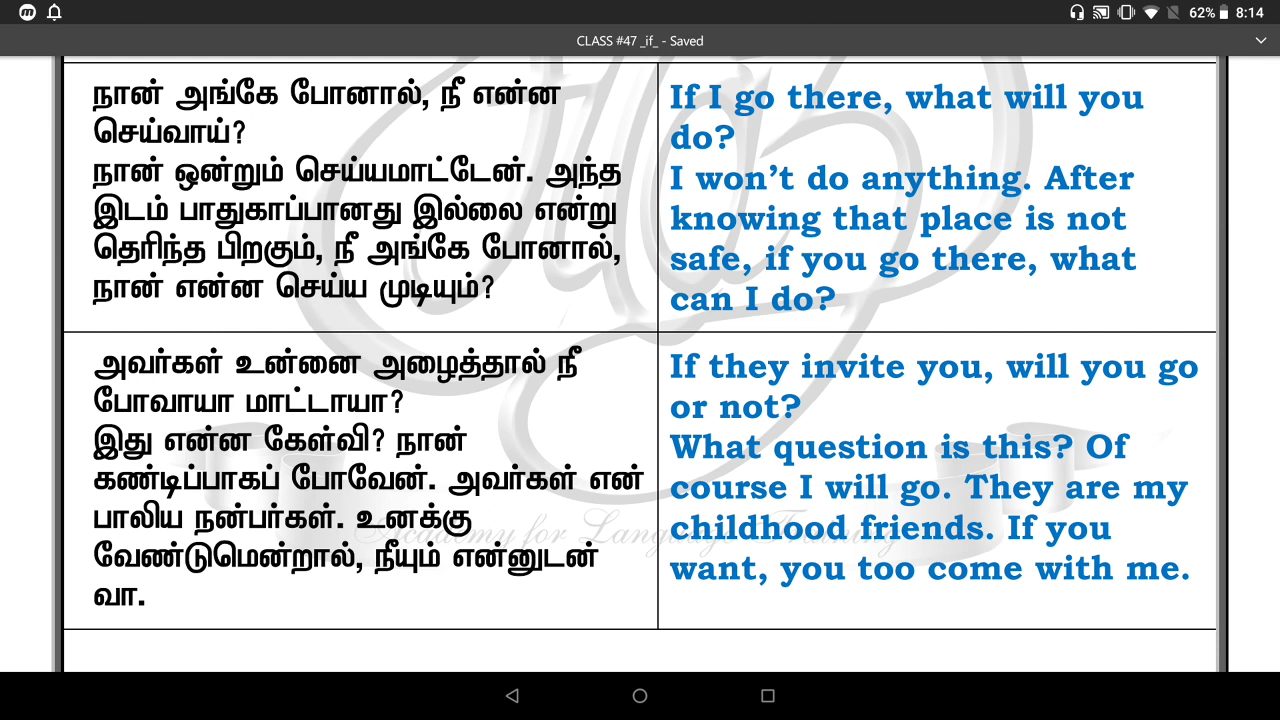 62% 8:14
CLASS #47 _if_ - Saved
நான் அங்கே போனால், நீ என்ன
செய்வாய்?
நான் ஒன்றும் செய்யமாட்டேன். அந்த
இடம் பாதுகாப்பானது இல்லை என்று
தெரிந்த பிறகும், நீ அங்கே போனால்,
நான் என்ன செய்ய முடியும்?
If I go there, what will you
do?
I won’t do anything. After
knowing that place is not
safe, if you go there, what
can I do?
அவர்கள் உன்னை அழைத்தால் நீ
போவாயா மாட்டாயா?
இது என்ன கேள்வி? நான்
கண்டிப்பாகப் போவேன். அவர்கள் என்
பாலிய நன்பர்கள். உனக்கு
வேண்டுமென்றால், நீயும் என்னுடன்
வா.
If they invite you, will you go
or not?
What question is this? Of
course I will go. They are my
childhood friends. If you
want, you too come with me.
Academy for Language Training